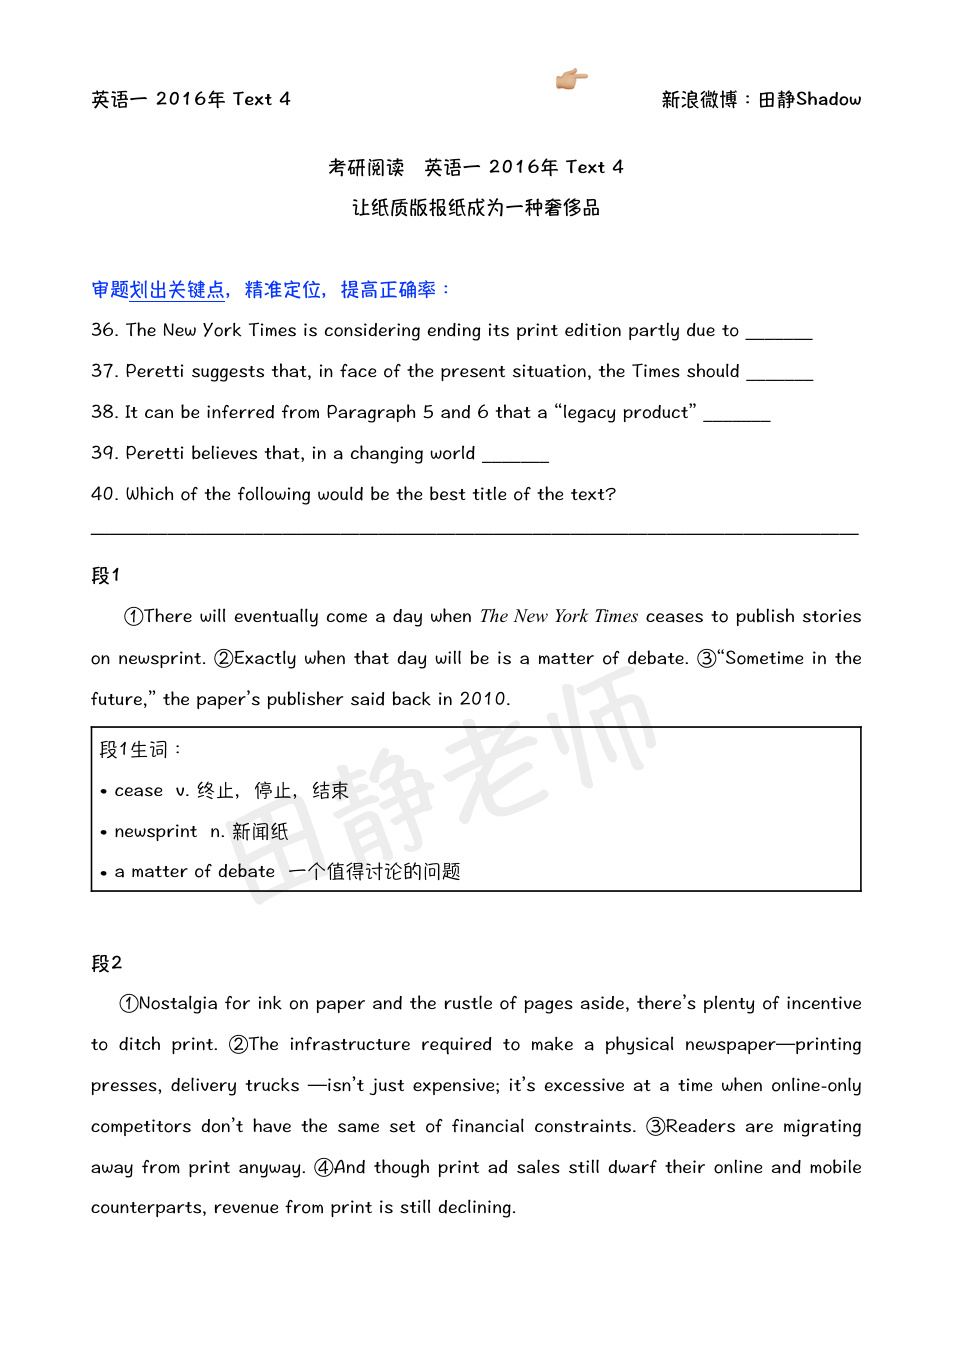 英语一 2016年 Text 4 新浪微博：田静Shadow
考研阅读 英语一 2016年 Text 4
让纸质版报纸成为一种奢侈品
审题划出关键点，精准定位，提高正确率：
36. The New York Times is considering ending its print edition partly due to _______
37. Peretti suggests that, in face of the present situation, the Times should _______
38. It can be inferred from Paragraph 5 and 6 that a “legacy product” _______
39. Peretti believes that, in a changing world _______
40. Which of the following would be the best title of the text?
段1
①There will eventually come a day when The New York Times ceases to publish stories
on newsprint. ②Exactly when that day will be is a matter of debate. ③“Sometime in the
future,” the paper’s publisher said back in 2010.
段1生词：
• cease v. 终止，停止，结束
• newsprint n. 新闻纸
• a matter of debate 一个值得讨论的问题
田静老师
段2
①Nostalgia for ink on paper and the rustle of pages aside, there’s plenty of incentive
to ditch print. ②The infrastructure required to make a physical newspaper—printing
presses, delivery trucks —isn’t just expensive; it’s excessive at a time when online-only
competitors don’t have the same set of financial constraints. ③Readers are migrating
away from print anyway. ④And though print ad sales still dwarf their online and mobile
counterparts, revenue from print is still declining.